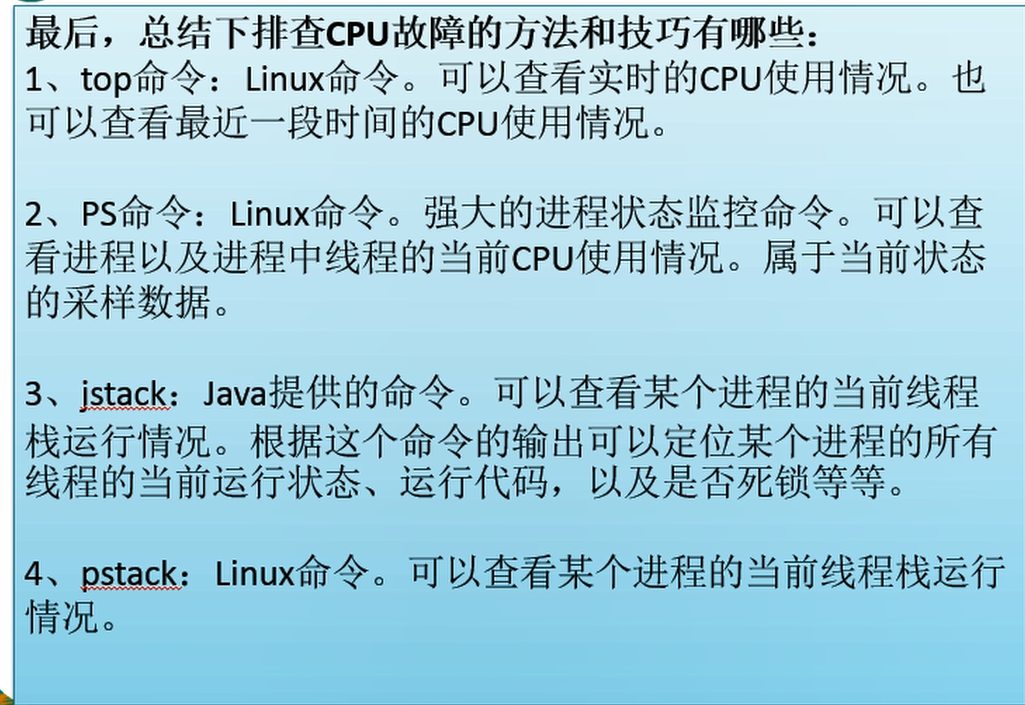 最后，总结下排查CPU故障的方法和技巧有哪些：
1、top命令：Linux命令。可以查看实时的CPU使用情况。也
可以查看最近一段时间的CPU使用情况。
2、PS命令：Linux命令。强大的进程状态监控命令。可以查
看进程以及进程中线程的当前CPU使用情况。属于当前状态
的采样数据。
3、jstack：Java提供的命令。可以查看某个进程的当前线程
栈运行情况。根据这个命令的输出可以定位某个进程的所有
线程的当前运行状态、运行代码，以及是否死锁等等。
4、pstack：Linux命令。可以查看某个进程的当前线程栈运行
情况。